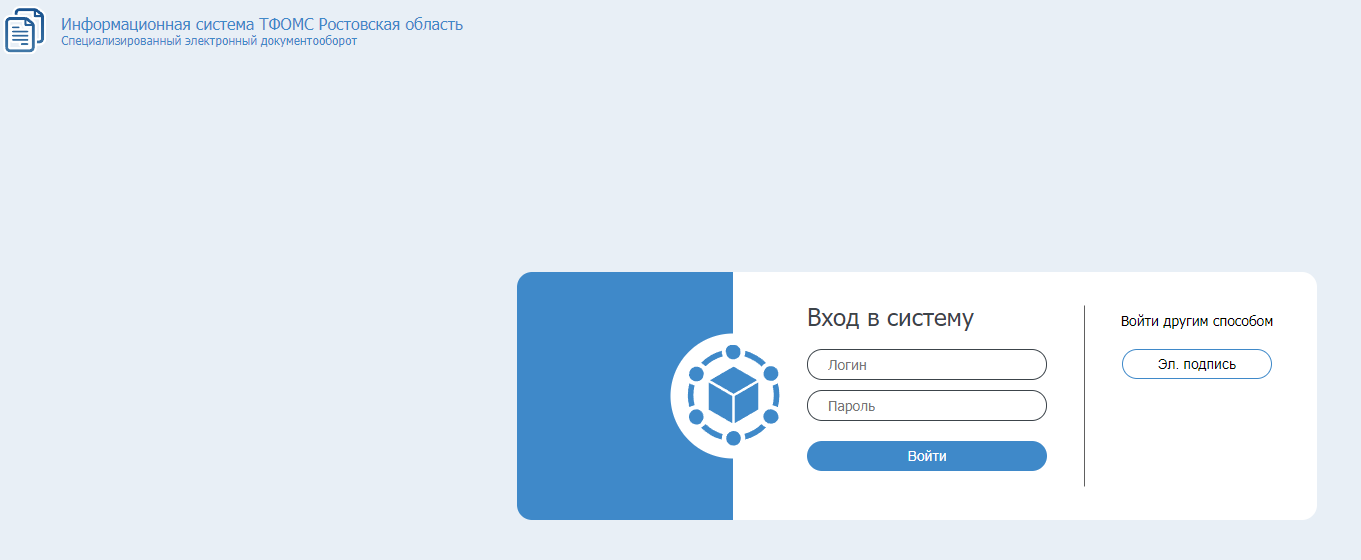 Информационная система ТФОМС Ростовская область
Специализированный электронный документооборот
Вход в систему
Логин
Пароль
Войти
Войти другим способом
Эл. подпись